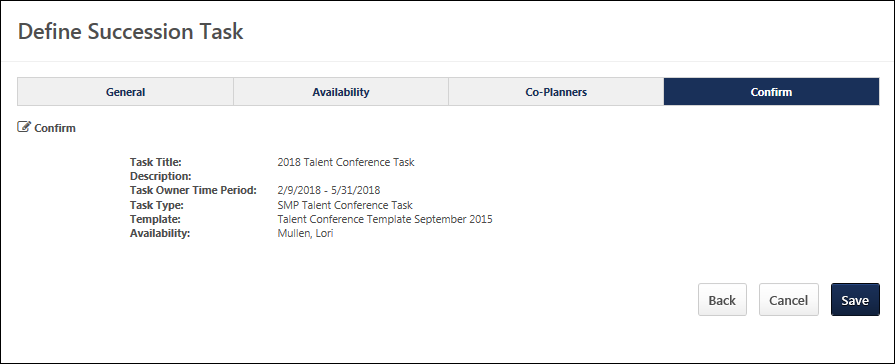 Define Succession Task
General Availability Co-Planners Confirm
Confirm
Task Title: 2018 Talent Conference Task
Description:
Task Owner Time Period: 2/9/2018 - 5/31/2018
Task Type: SMP Talent Conference Task
Template: Talent Conference Template September 2015
Availability: Mullen, Lori
Back Cancel Save